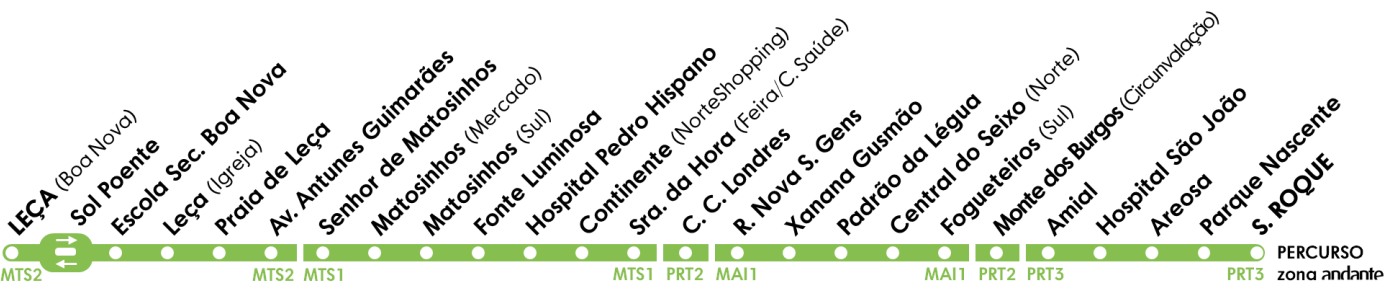 LEÇA (Boa Nova)
Sol Poente
Escola Sec. Boa Nova
Leça (Igreja)
Praia de Leça
Av. Antunes Guimarães
Senhor de Matosinhos
Matosinhos (Mercado)
Matosinhos (Sul)
Fonte Luminosa
Hospital Pedro Hispano
Continente (NorteShopping)
Sra. da Hora (Feira/C. Saúde)
C. C. Londres
R. Nova S. Gens
Xanana Gusmão
Padrão da Légua
Central do Seixo (Norte)
Fogueteiros (Sul)
Monte dos Burgos (Circunvalação)
Amial
Hospital São João
Areosa
Parque Nascente
S. ROQUE
PERCURSO
MTS2 MTS2 MTS1 MTS1 PRT2 MAI1 MAI1 PRT2 PRT3 PRT3 zona andante